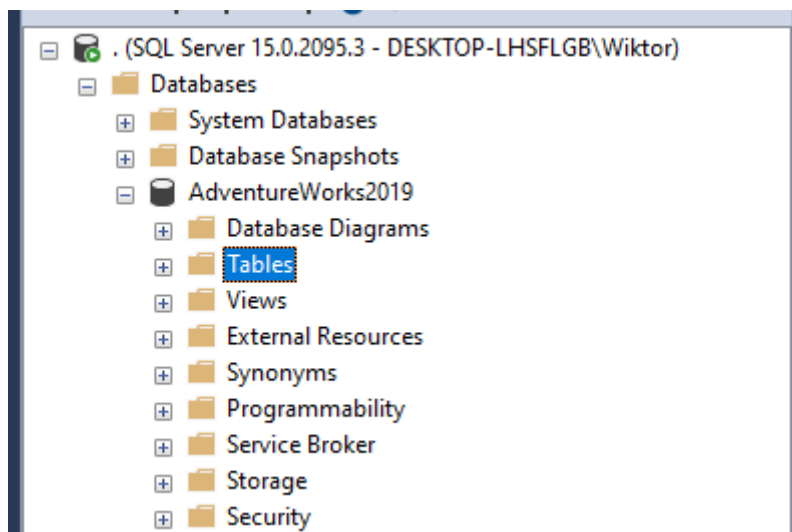 . (SQL Server 15.0.2095.3 - DESKTOP-LHSFLGB\Wiktor)
Databases
System Databases
Database Snapshots
AdventureWorks2019
Database Diagrams
Tables
Views
External Resources
Synonyms
Programmability
Service Broker
Storage
Security